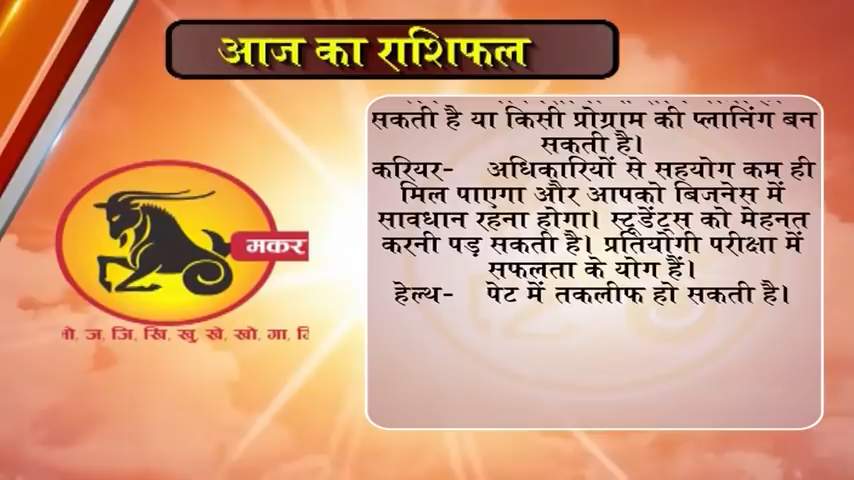 आज का राशिफल
सकती है या किसी प्रोग्राम की प्लानिंग बन
सकती है।
करियर- अधिकारियों से सहयोग कम ही
मिल पाएगा और आपको बिजनेस में
सावधान रहना होगा। स्टूडेंट्स को मेहनत
करनी पड़ सकती है। प्रतियोगी परीक्षा में
सफलता के योग हैं।
हेल्थ- पेट में तकलीफ हो सकती है।
मकर
ज, जि, खि, खु, खे, खो, गा,